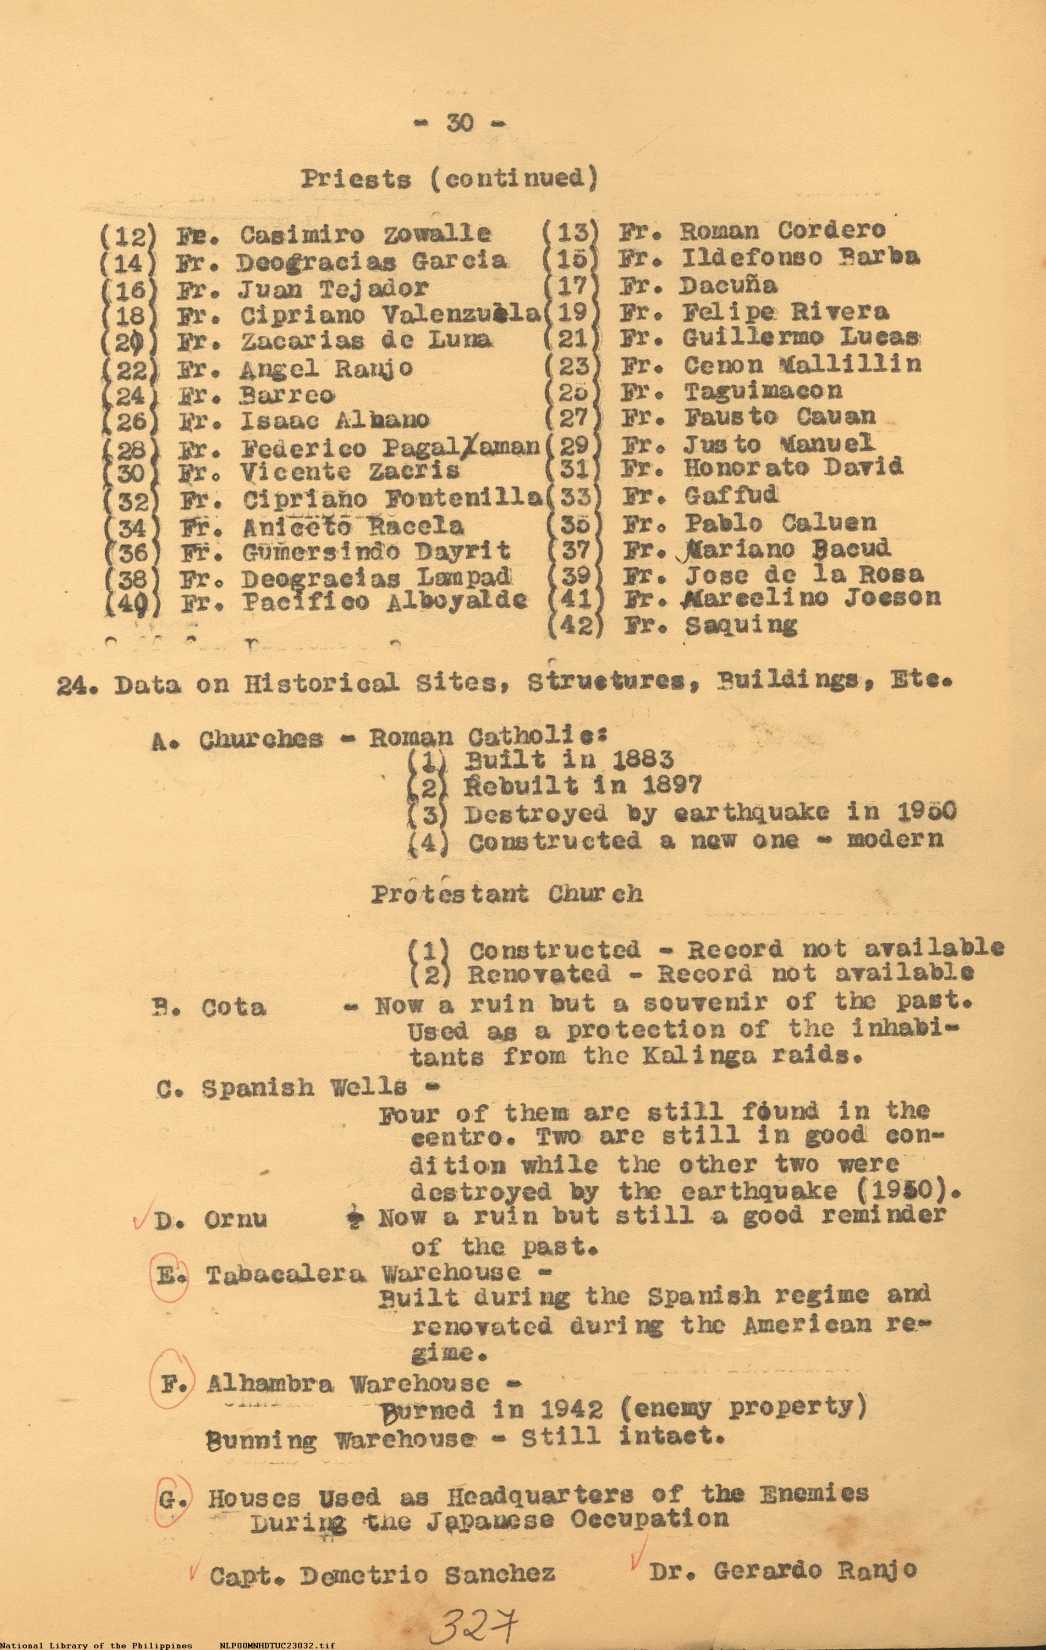 - 30 -
Priests (continued)
(12) Fr. Casimiro Zowalle (13) Fr. Roman Cordero
(14) Fr. Deogracias Garcia (15) Fr. Ildefonso Barba
(16) Fr. Juan Tejador (17) Fr. Dacuña
(18) Fr. Cipriano Valenzuela (19) Fr. Felipe Rivera
(20) Fr. Zacarias de Luna (21) Fr. Guillermo Lucas
(22) Fr. Angel Ranjo (23) Fr. Cenon Mallillin
(24) Fr. Barreo (25) Fr. Taguimacon
(26) Fr. Isaac Albano (27) Fr. Fausto Cauan
(28) Fr. Federico Pagallaman (29) Fr. Justo Manuel
(30) Fr. Vicente Zacris (31) Fr. Honorato David
(32) Fr. Cipriano Fontenilla (33) Fr. Gaffud
(34) Fr. Aniceto Racela (35) Fr. Pablo Caluen
(36) Fr. Gumersindo Dayrit (37) Fr. Mariano Bacud
(38) Fr. Deogracias Lampad (39) Fr. Jose de la Rosa
(40) Fr. Pacifico Alboyalde (41) Fr. Marcelino Jocson
(42) Fr. Saquing
24. Data on Historical Sites, Structures, Buildings, Etc.
A. Churches - Roman Catholic:
(1) Built in 1883
(2) Rebuilt in 1897
(3) Destroyed by earthquake in 1950
(4) Constructed a new one - modern
Protestant Church
(1) Constructed - Record not available
(2) Renovated - Record not available
B. Cota - Now a ruin but a souvenir of the past.
Used as a protection of the inhabi-
tants from the Kalinga raids.
C. Spanish Wells -
Four of them are still found in the
centro. Two are still in good con-
dition while the other two were
destroyed by the earthquake (1950).
D. Ornu - Now a ruin but still a good reminder
of the past.
E. Tabacalera Warehouse -
Built during the Spanish regime and
renovated during the American re-
gime.
F. Alhambra Warehouse -
Burned in 1942 (enemy property)
Bunning Warehouse - Still intact.
G. Houses Used as Headquarters of the Enemies
During the Japanese Occupation
Capt. Demetrio Sanchez Dr. Gerardo Ranjo
327
National Library of the Philippines NLP00MNHDTUC23032.tif